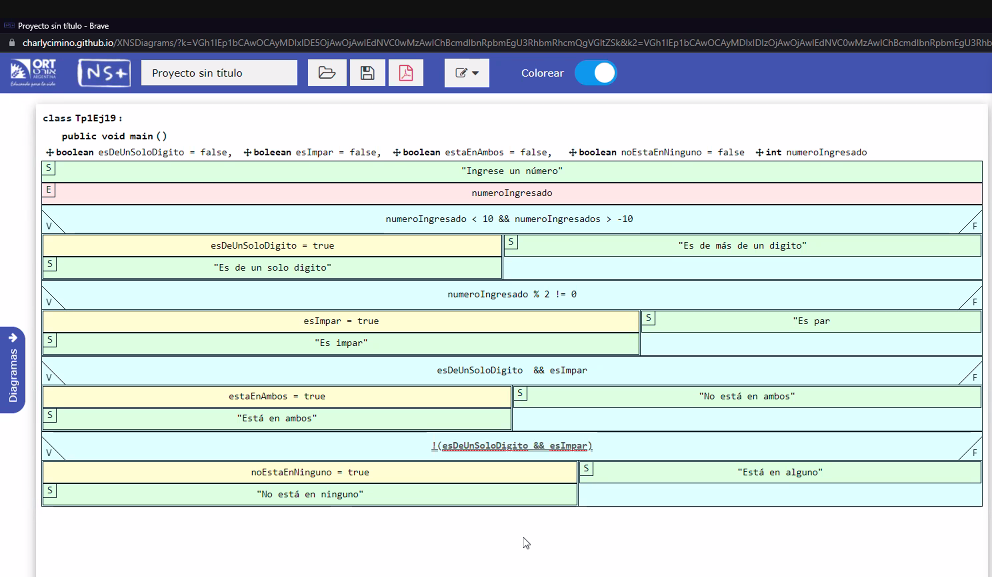 Proyecto sin título - Brave
charlycimino.github.io/XNSDiagrams/?k=
ORT
ARGENTINA
NS+
Proyecto sin título
Colorear
class Tp1Ej19:
public void main()
boolean esDeUnSoloDigito = false, boleean esImpar = false, boolean estaEnAmbos = false, boolean noEstaEnNinguno = false int numeroIngresado
S "Ingrese un número"
E numeroIngresado
numeroIngresado < 10 && numeroIngresados > -10
V F
esDeUnSoloDigito = true S "Es de más de un digito"
S "Es de un solo digito"
numeroIngresado % 2 != 0
V F
esImpar = true S "Es par
S "Es impar"
esDeUnSoloDigito && esImpar
V F
estaEnAmbos = true S "No está en ambos"
S "Está en ambos"
!(esDeUnSoloDigito && esImpar)
V F
noEstaEnNinguno = true S "Está en alguno"
S "No está en ninguno"
Diagramas